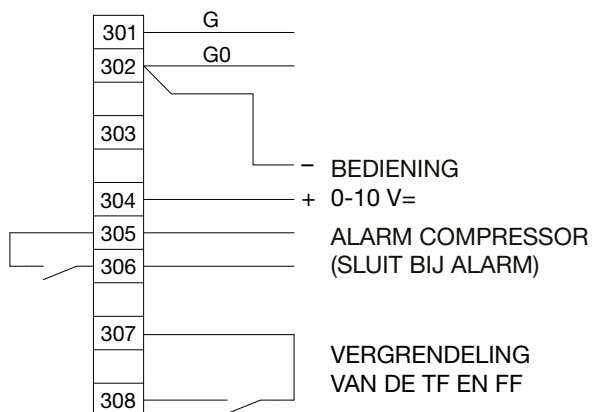 301 G
302 G0
303
– BEDIENING
304 + 0-10 V=
305 ALARM COMPRESSOR
306 (SLUIT BIJ ALARM)
307
VERGRENDELING
VAN DE TF EN FF
308